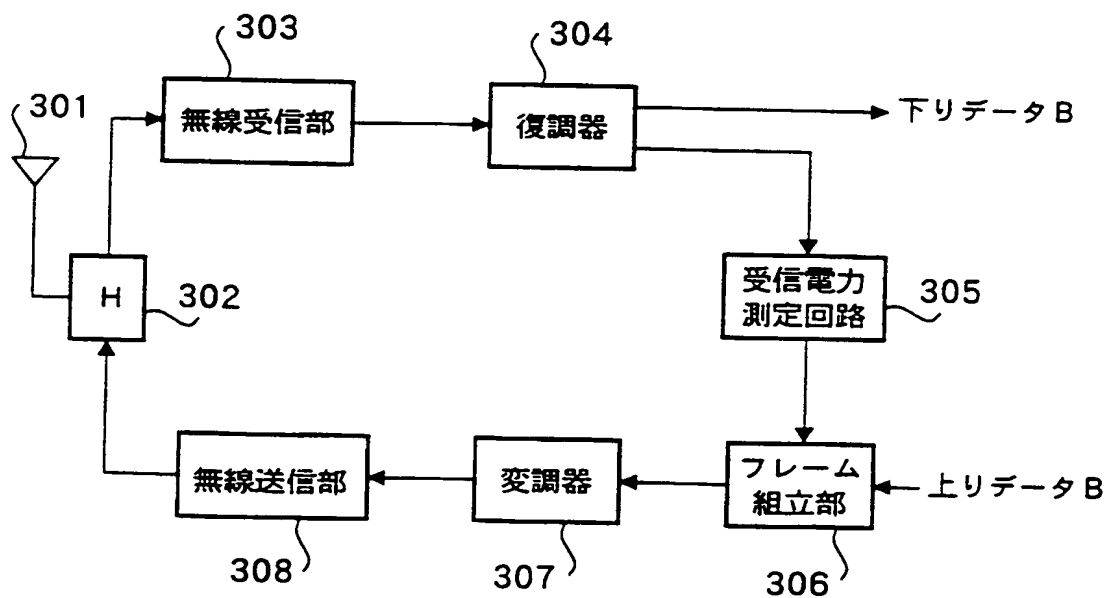 303
無線受信部
304
復調器
下りデータB
301
H
302
受信電力
測定回路
305
無線送信部
308
変調器
307
フレーム
組立部
306
上りデータB